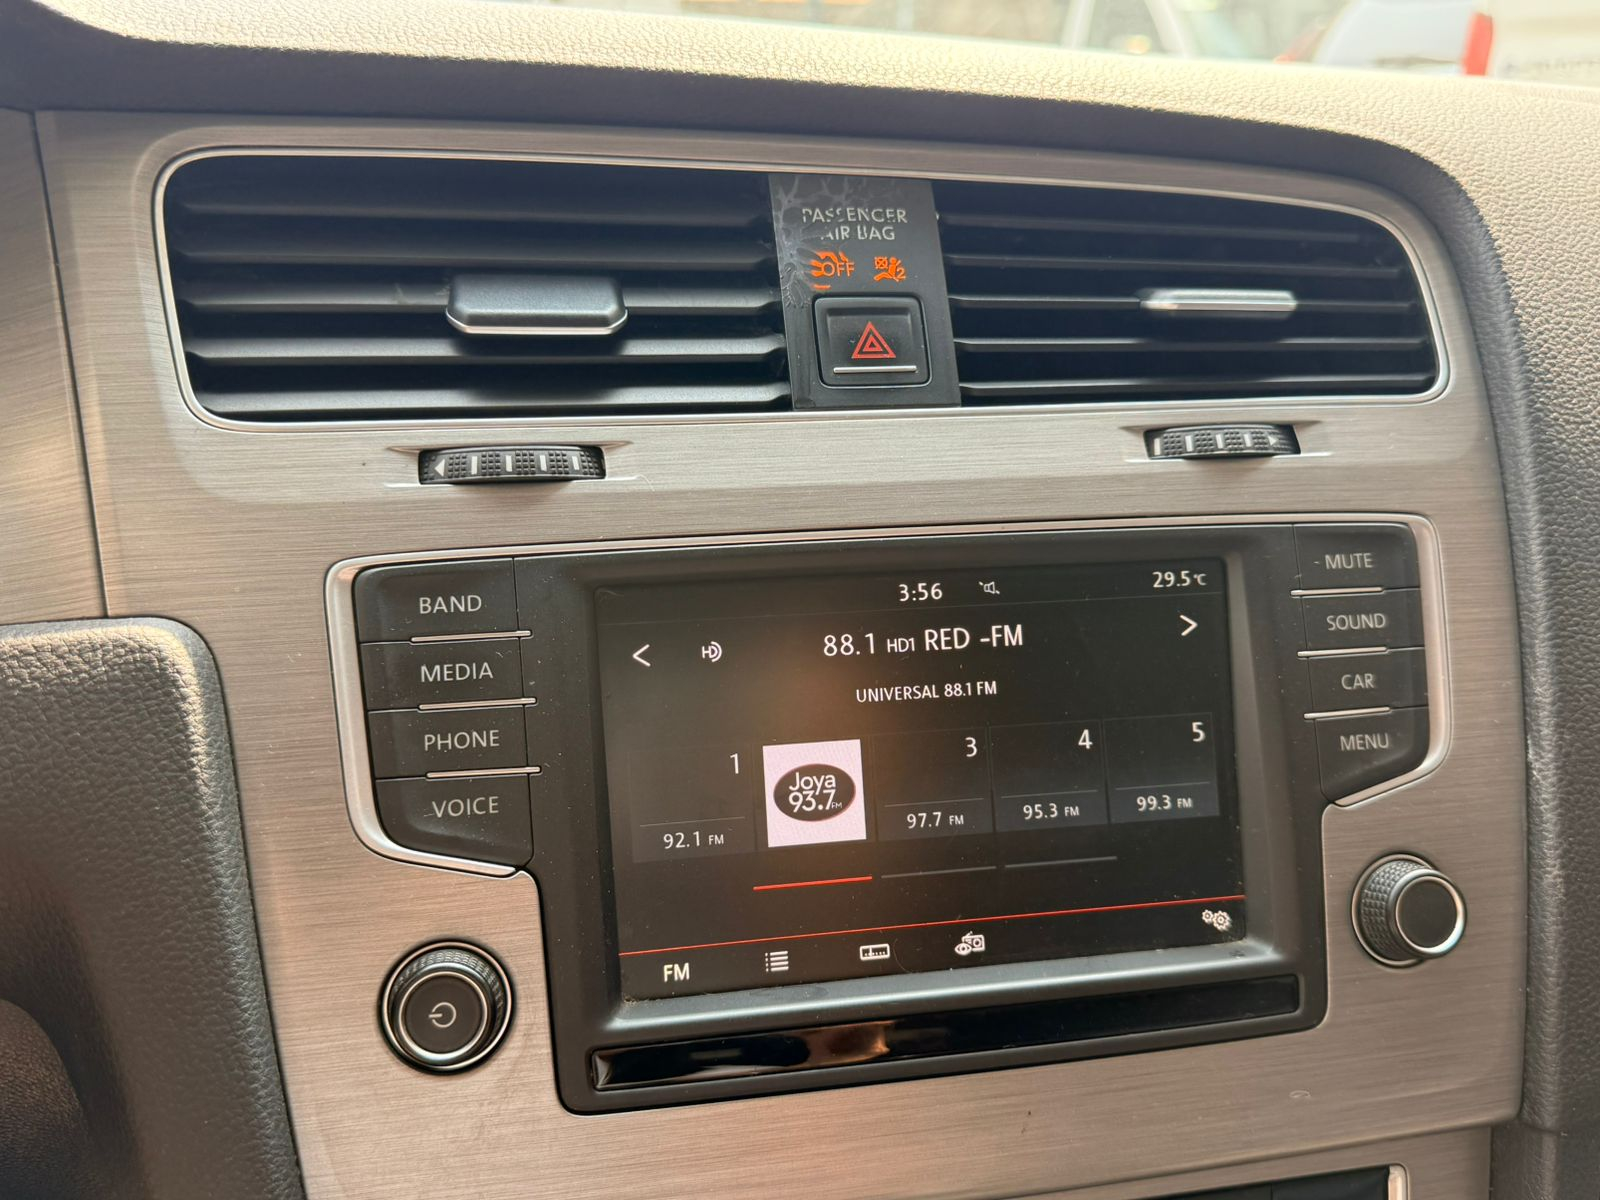 PASSENGER
AIR BAG
OFF
2
BAND
MEDIA
PHONE
VOICE
3:56
29.5°C
HD
88.1 HD1 RED -FM
UNIVERSAL 88.1 FM
1
92.1 FM
Joya
93.7 FM
3
97.7 FM
4
95.3 FM
5
99.3 FM
FM
MUTE
SOUND
CAR
MENU